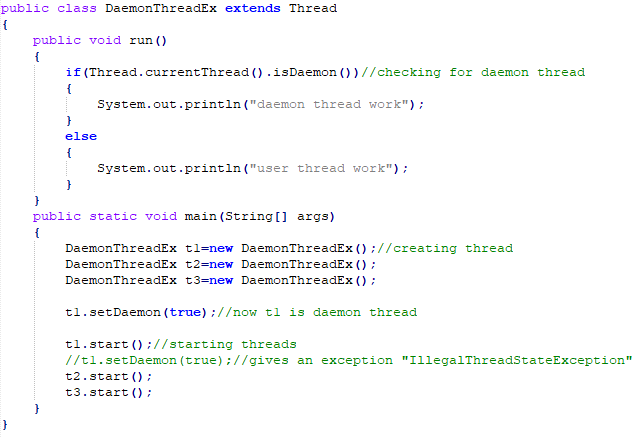 public class DaemonThreadEx extends Thread
{
    public void run()
    {
        if(Thread.currentThread().isDaemon())//checking for daemon thread
        {
            System.out.println("daemon thread work");
        }
        else
        {
            System.out.println("user thread work");
        }
    }
    public static void main(String[] args)
    {
        DaemonThreadEx t1=new DaemonThreadEx();//creating thread
        DaemonThreadEx t2=new DaemonThreadEx();
        DaemonThreadEx t3=new DaemonThreadEx();

        t1.setDaemon(true);//now t1 is daemon thread

        t1.start();//starting threads
        //t1.setDaemon(true);//gives an exception "IllegalThreadStateException"
        t2.start();
        t3.start();
    }
}